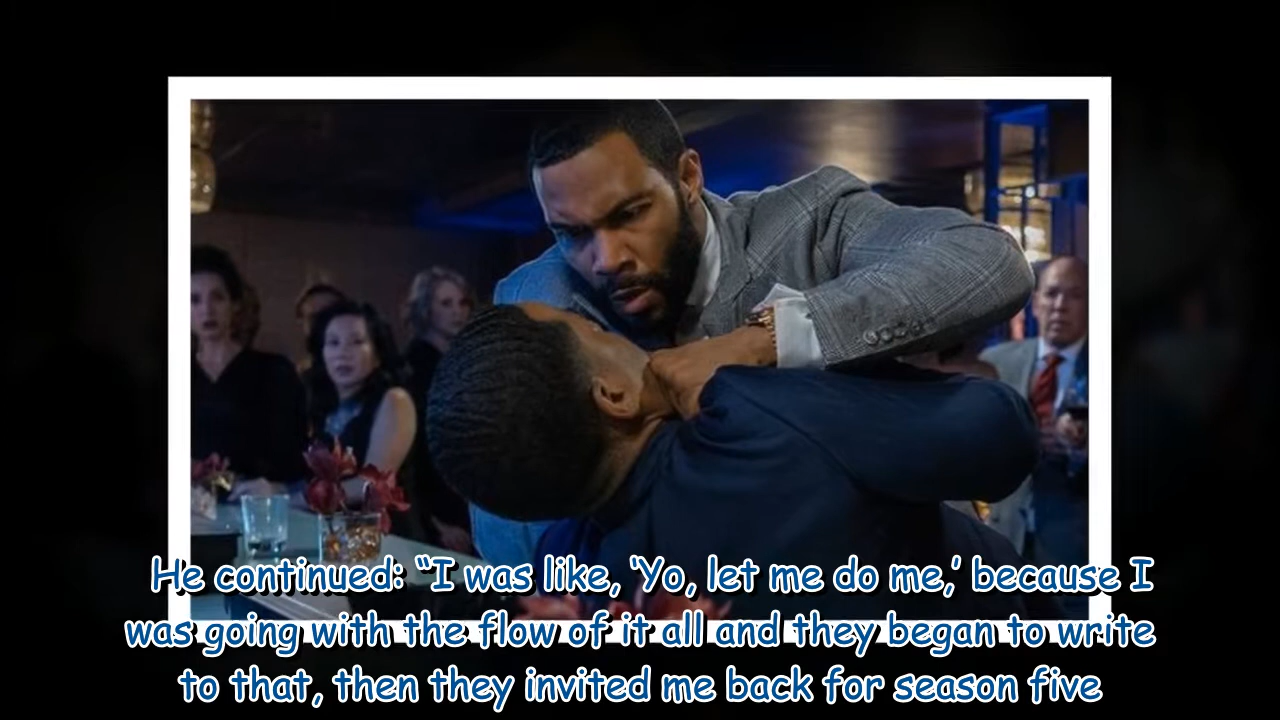 He continued: “I was like, ‘Yo, let me do me,’ because I
was going with the flow of it all and they began to write
to that, then they invited me back for season five